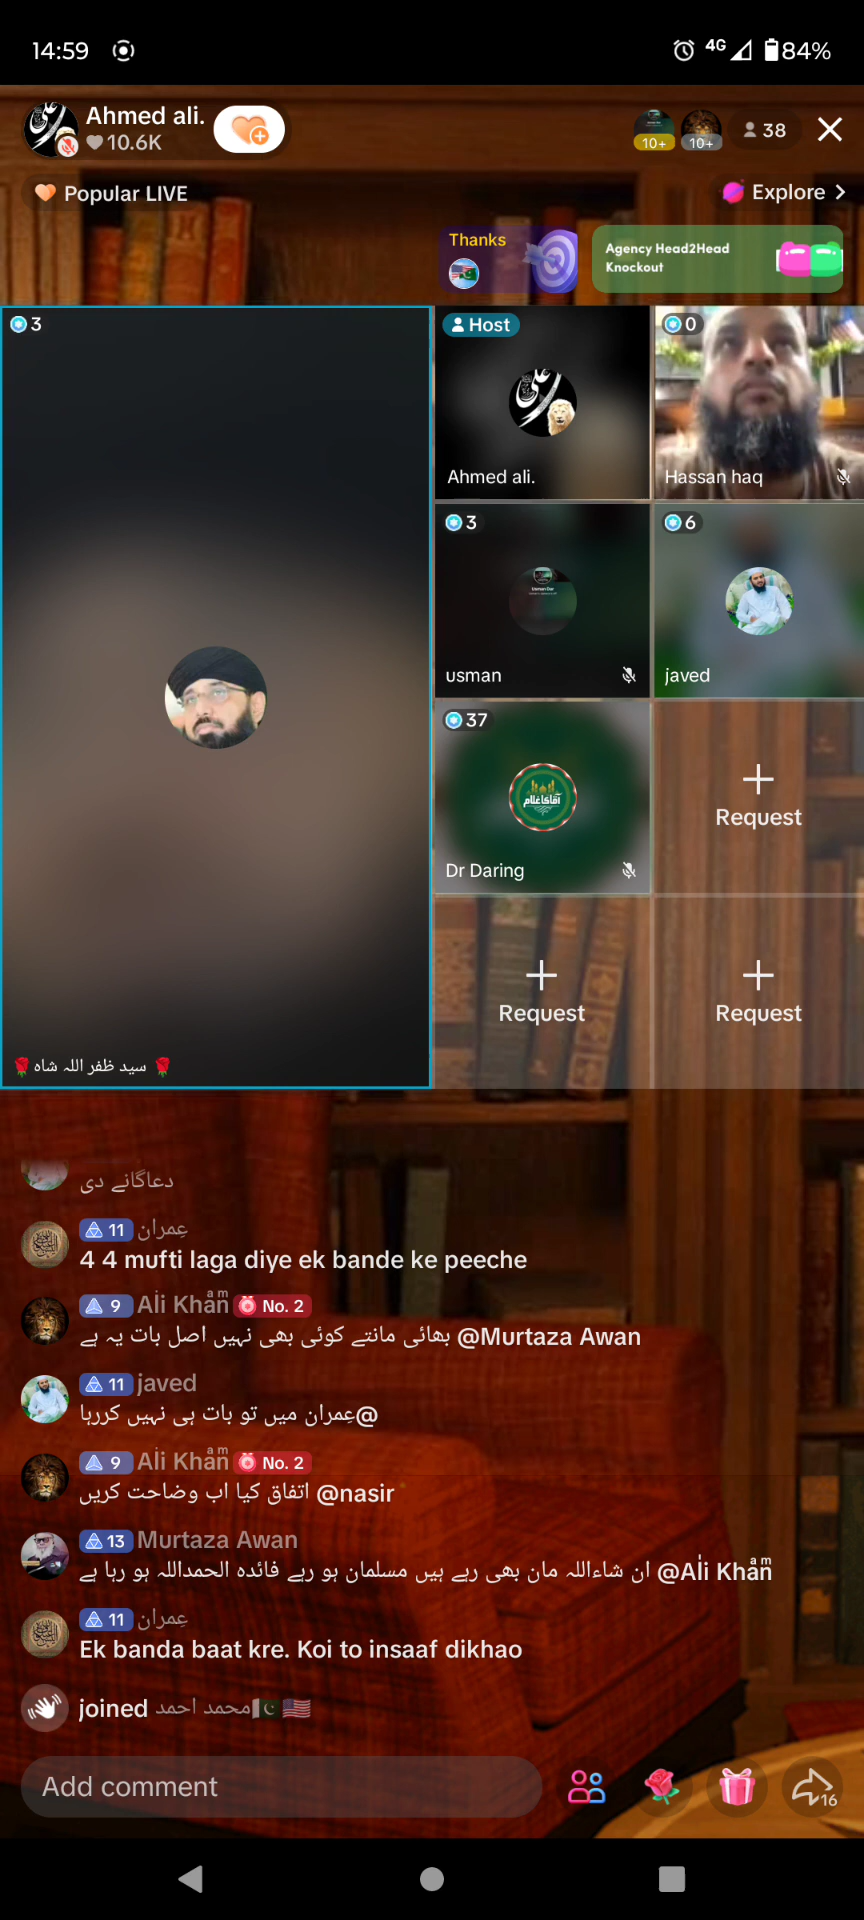 14:59
4G
84%
Ahmed ali.
10.6K
10+
10+
38
Popular LIVE
Explore
Thanks
Agency Head2Head
Knockout
3
Host
0
Ahmed ali.
Hassan haq
3
6
usman
javed
37
Dr Daring
Request
Request
Request
🌹 سید ظفر اللہ شاہ 🌹
دعاگانے دی
11 عِمران
4 4 mufti laga diye ek bande ke peeche
9 Ali Khan am No. 2
@Murtaza Awan بھائی مانتے کوئی بھی نہیں اصل بات یہ ہے
11 javed
@عِمران میں تو بات ہی نہیں کررہا
9 Ali Khan am No. 2
@nasir اتفاق کیا اب وضاحت کریں
13 Murtaza Awan
@Ali Khan am ان شاءاللہ مان بھی رہے ہیں مسلمان ہو رہے فائدہ الحمداللہ ہو رہا ہے
11 عِمران
Ek banda baat kre. Koi to insaaf dikhao
joined محمد احمد🇵🇰🇺🇸
Add comment
16